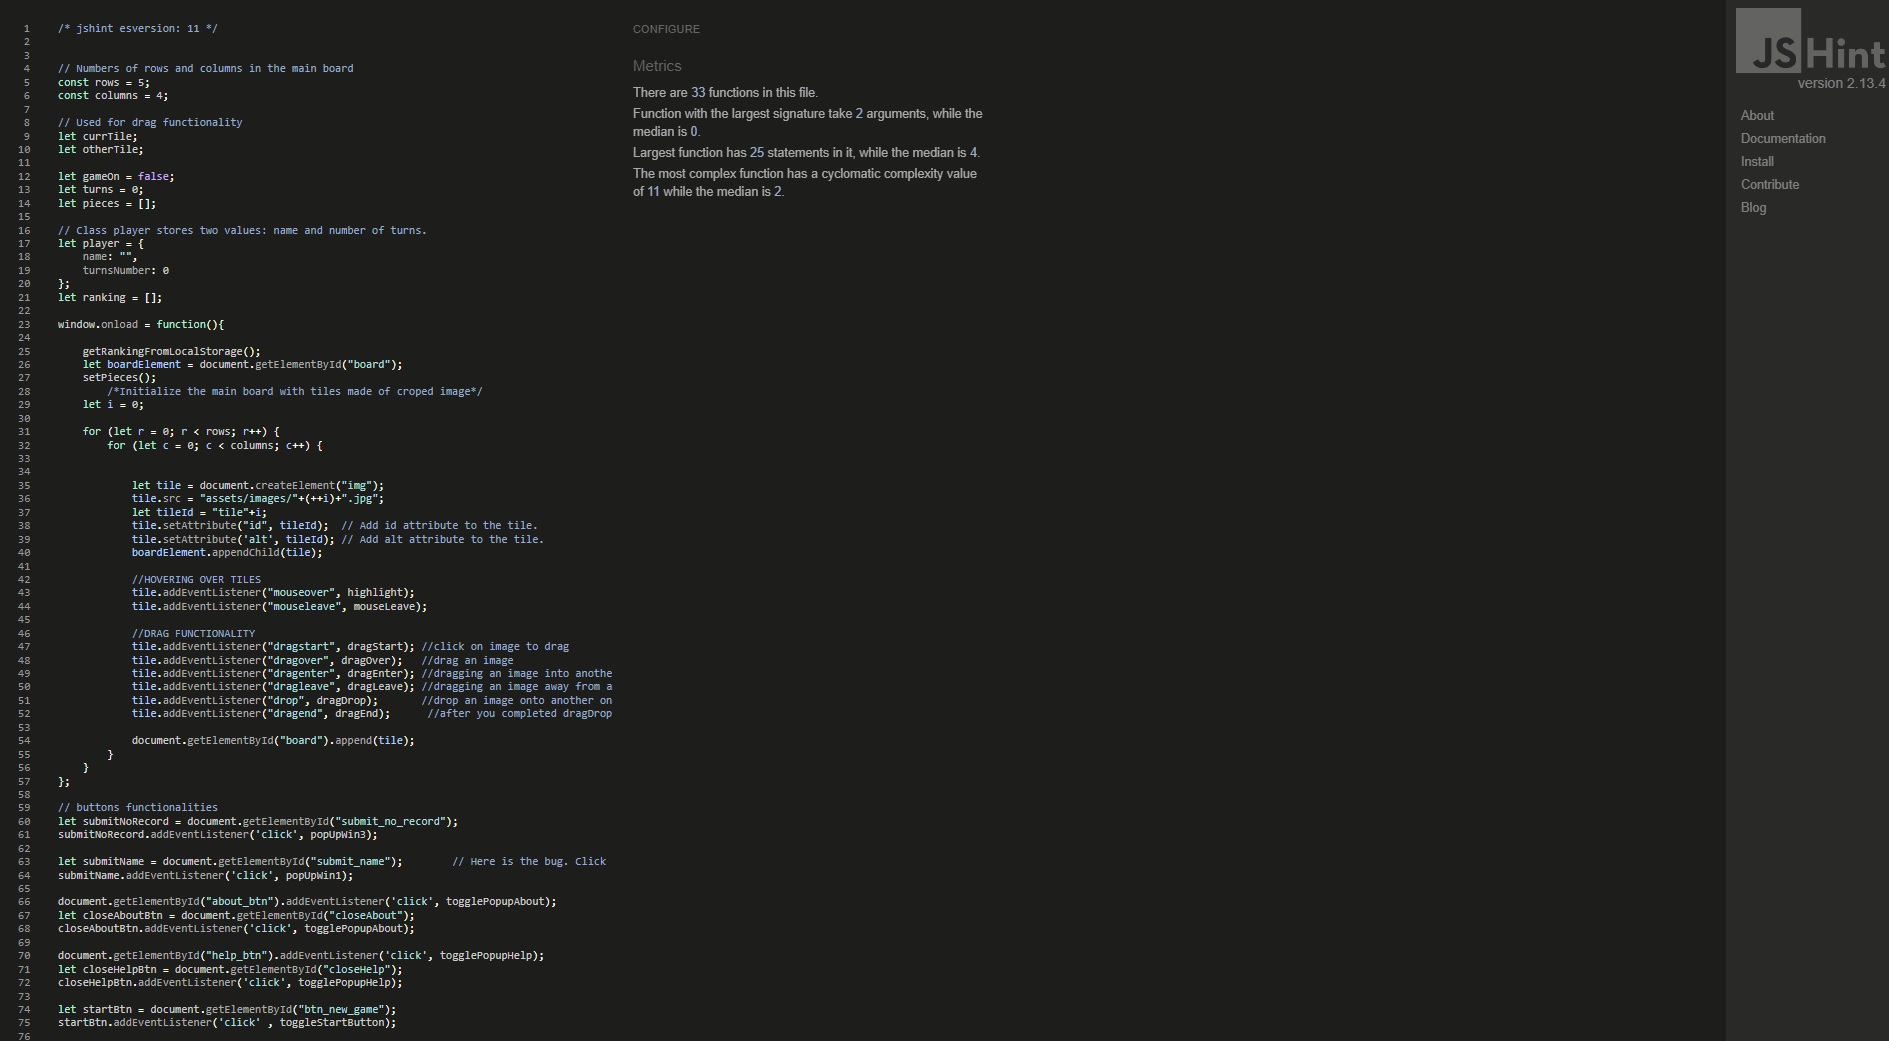 1 /* jshint esversion: 11 */
2
3
4 // Numbers of rows and columns in the main board
5 const rows = 5;
6 const columns = 4;
7
8 // Used for drag functionality
9 let currTile;
10 let otherTile;
11
12 let gameOn = false;
13 let turns = 0;
14 let pieces = [];
15
16 // Class player stores two values: name and number of turns.
17 let player = {
18     name: "",
19     turnsNumber: 0
20 };
21 let ranking = [];
22
23 window.onload = function(){
24
25     getRankingFromLocalStorage();
26     let boardElement = document.getElementById("board");
27     setPieces();
28         /*Initialize the main board with tiles made of croped image*/
29     let i = 0;
30
31     for (let r = 0; r < rows; r++) {
32         for (let c = 0; c < columns; c++) {
33
34
35             let tile = document.createElement("img");
36             tile.src = "assets/images/"+(++i)+".jpg";
37             let tileId = "tile"+i;
38             tile.setAttribute("id", tileId);  // Add id attribute to the tile.
39             tile.setAttribute('alt', tileId); // Add alt attribute to the tile.
40             boardElement.appendChild(tile);
41
42             //HOVERING OVER TILES
43             tile.addEventListener("mouseover", highlight);
44             tile.addEventListener("mouseleave", mouseLeave);
45
46             //DRAG FUNCTIONALITY
47             tile.addEventListener("dragstart", dragStart); //click on image to drag
48             tile.addEventListener("dragover", dragOver);   //drag an image
49             tile.addEventListener("dragenter", dragEnter); //dragging an image into anothe
50             tile.addEventListener("dragleave", dragLeave); //dragging an image away from a
51             tile.addEventListener("drop", dragDrop);       //drop an image onto another on
52             tile.addEventListener("dragend", dragEnd);      //after you completed dragDrop
53
54             document.getElementById("board").append(tile);
55         }
56     }
57 };
58
59 // buttons functionalities
60 let submitNoRecord = document.getElementById("submit_no_record");
61 submitNoRecord.addEventListener('click', popUpWin3);
62
63 let submitName = document.getElementById("submit_name");        // Here is the bug. Click
64 submitName.addEventListener('click', popUpWin1);
65
66 document.getElementById("about_btn").addEventListener('click', togglePopupAbout);
67 let closeAboutBtn = document.getElementById("closeAbout");
68 closeAboutBtn.addEventListener('click', togglePopupAbout);
69
70 document.getElementById("help_btn").addEventListener('click', togglePopupHelp);
71 let closeHelpBtn = document.getElementById("closeHelp");
72 closeHelpBtn.addEventListener('click', togglePopupHelp);
73
74 let startBtn = document.getElementById("btn_new_game");
75 startBtn.addEventListener('click' , toggleStartButton);
76
CONFIGURE
Metrics
There are 33 functions in this file.
Function with the largest signature take 2 arguments, while the
median is 0.
Largest function has 25 statements in it, while the median is 4.
The most complex function has a cyclomatic complexity value
of 11 while the median is 2.
JSHint
version 2.13.4
About
Documentation
Install
Contribute
Blog